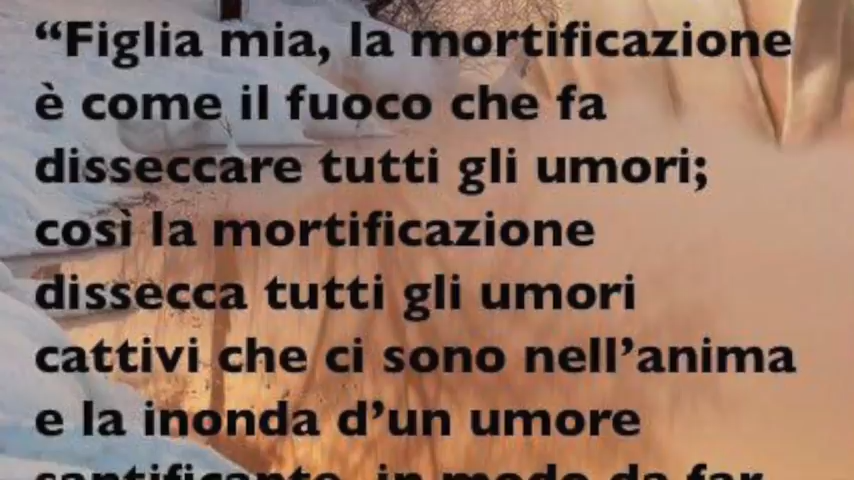 “Figlia mia, la mortificazione
è come il fuoco che fa
disseccare tutti gli umori;
così la mortificazione
dissecca tutti gli umori
cattivi che ci sono nell’anima
e la inonda d’un umore
santificante, in modo da far